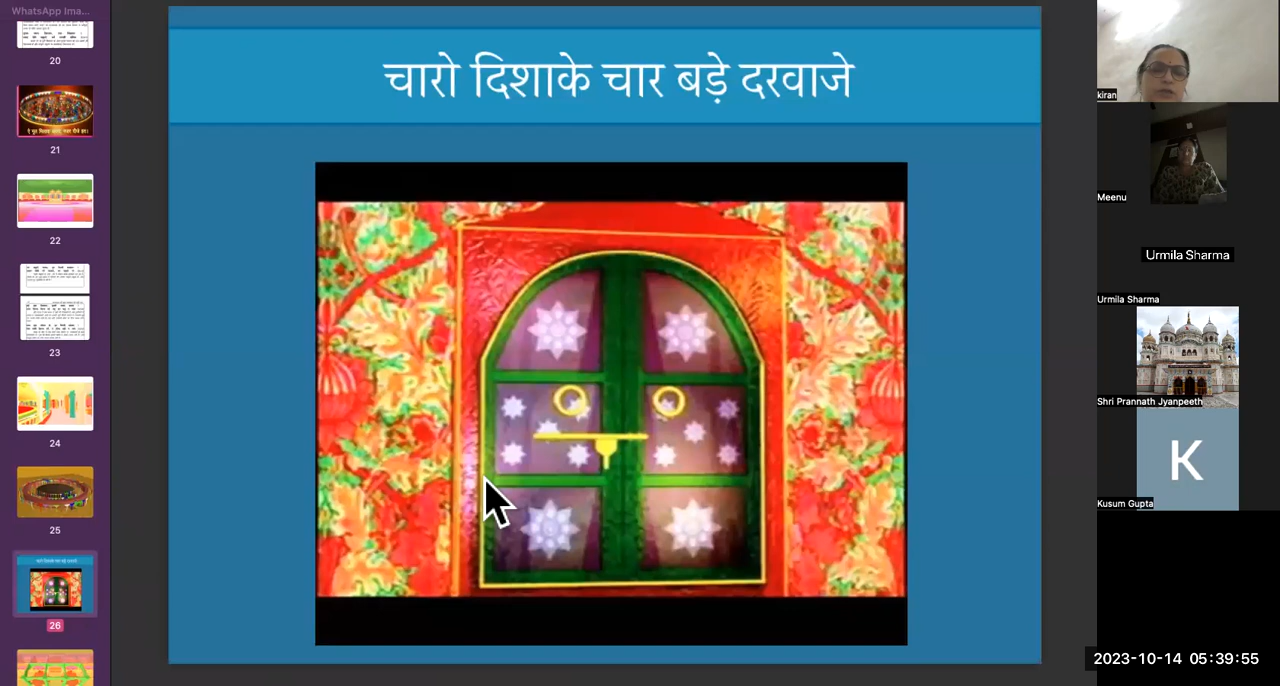 WhatsApp Ima...
20
21
22
23
24
25
26
चारो दिशाके चार बड़े दरवाजे
kiran
Meenu
Urmila Sharma
Urmila Sharma
Shri Prannath Jyanpeeth
K
Kusum Gupta
2023-10-14 05:39:55